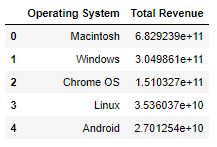 Operating System Total Revenue
0 Macintosh 6.829239e+11
1 Windows 3.049861e+11
2 Chrome OS 1.510327e+11
3 Linux 3.536037e+10
4 Android 2.701254e+10